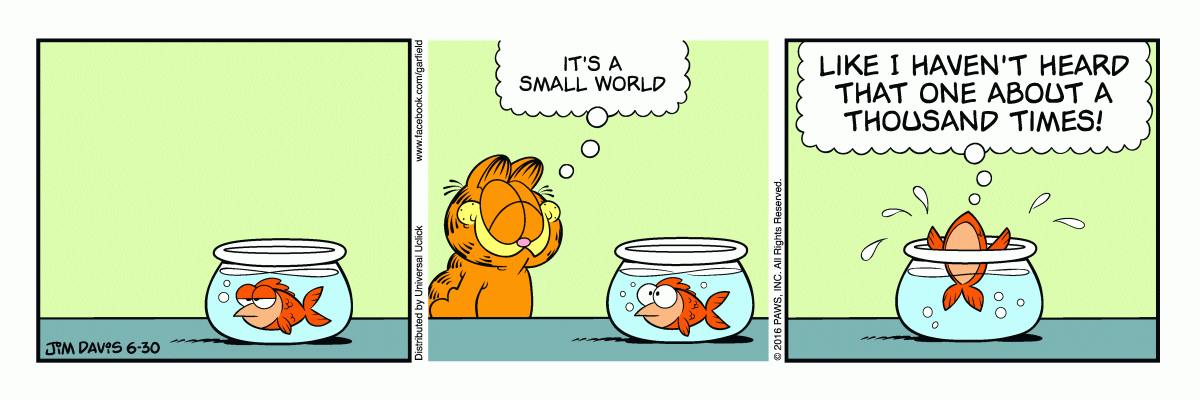 JIM DAVIS 6-30
www.facebook.com/garfield
Distributed by Universal Uclick
IT'S A
SMALL WORLD
© 2016 PAWS, INC. All Rights Reserved.
LIKE I HAVEN'T HEARD
THAT ONE ABOUT A
THOUSAND TIMES!